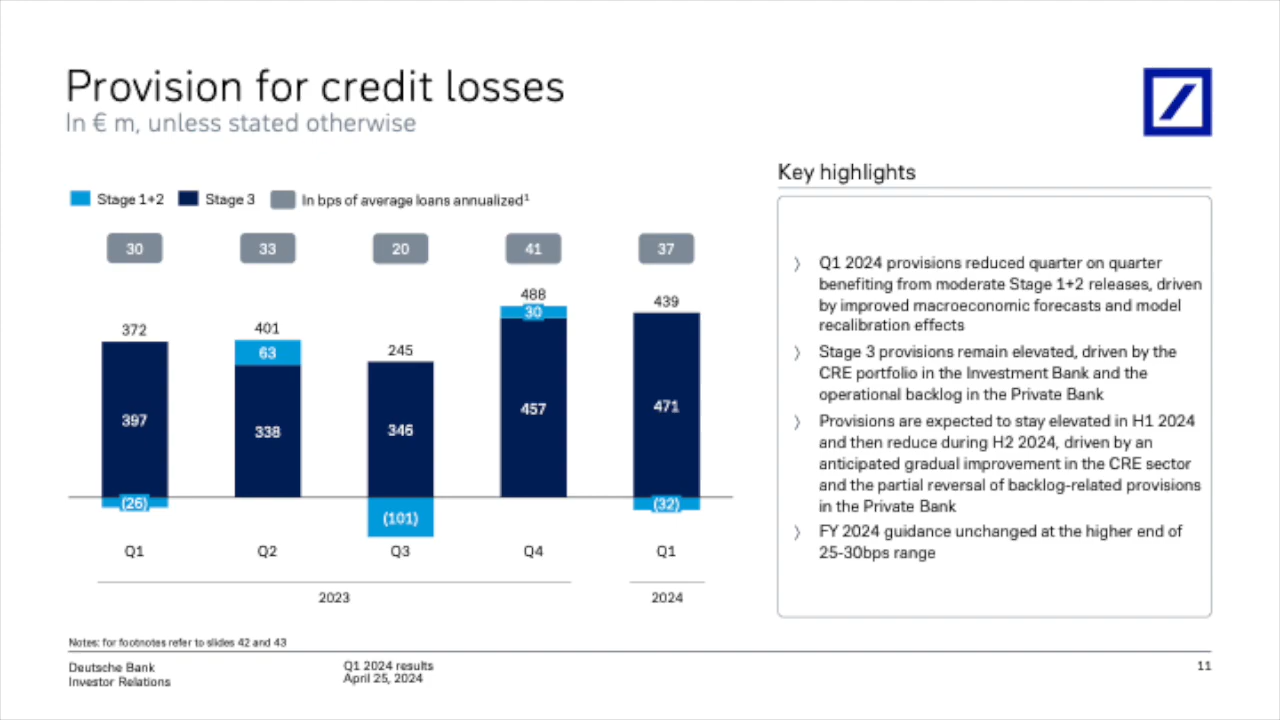 Provision for credit losses
In € m, unless stated otherwise
Stage 1+2 Stage 3 In bps of average loans annualized¹
30 33 20 41 37
372 401 245 488 439
63 30
397 338 346 457 471
(26) (101) (32)
Q1 Q2 Q3 Q4 Q1
2023 2024
Key highlights
Q1 2024 provisions reduced quarter on quarter
benefiting from moderate Stage 1+2 releases, driven
by improved macroeconomic forecasts and model
recalibration effects
Stage 3 provisions remain elevated, driven by the
CRE portfolio in the Investment Bank and the
operational backlog in the Private Bank
Provisions are expected to stay elevated in H1 2024
and then reduce during H2 2024, driven by an
anticipated gradual improvement in the CRE sector
and the partial reversal of backlog-related provisions
in the Private Bank
FY 2024 guidance unchanged at the higher end of
25-30bps range
Notes: for footnotes refer to slides 42 and 43
Deutsche Bank
Investor Relations
Q1 2024 results
April 25, 2024
11